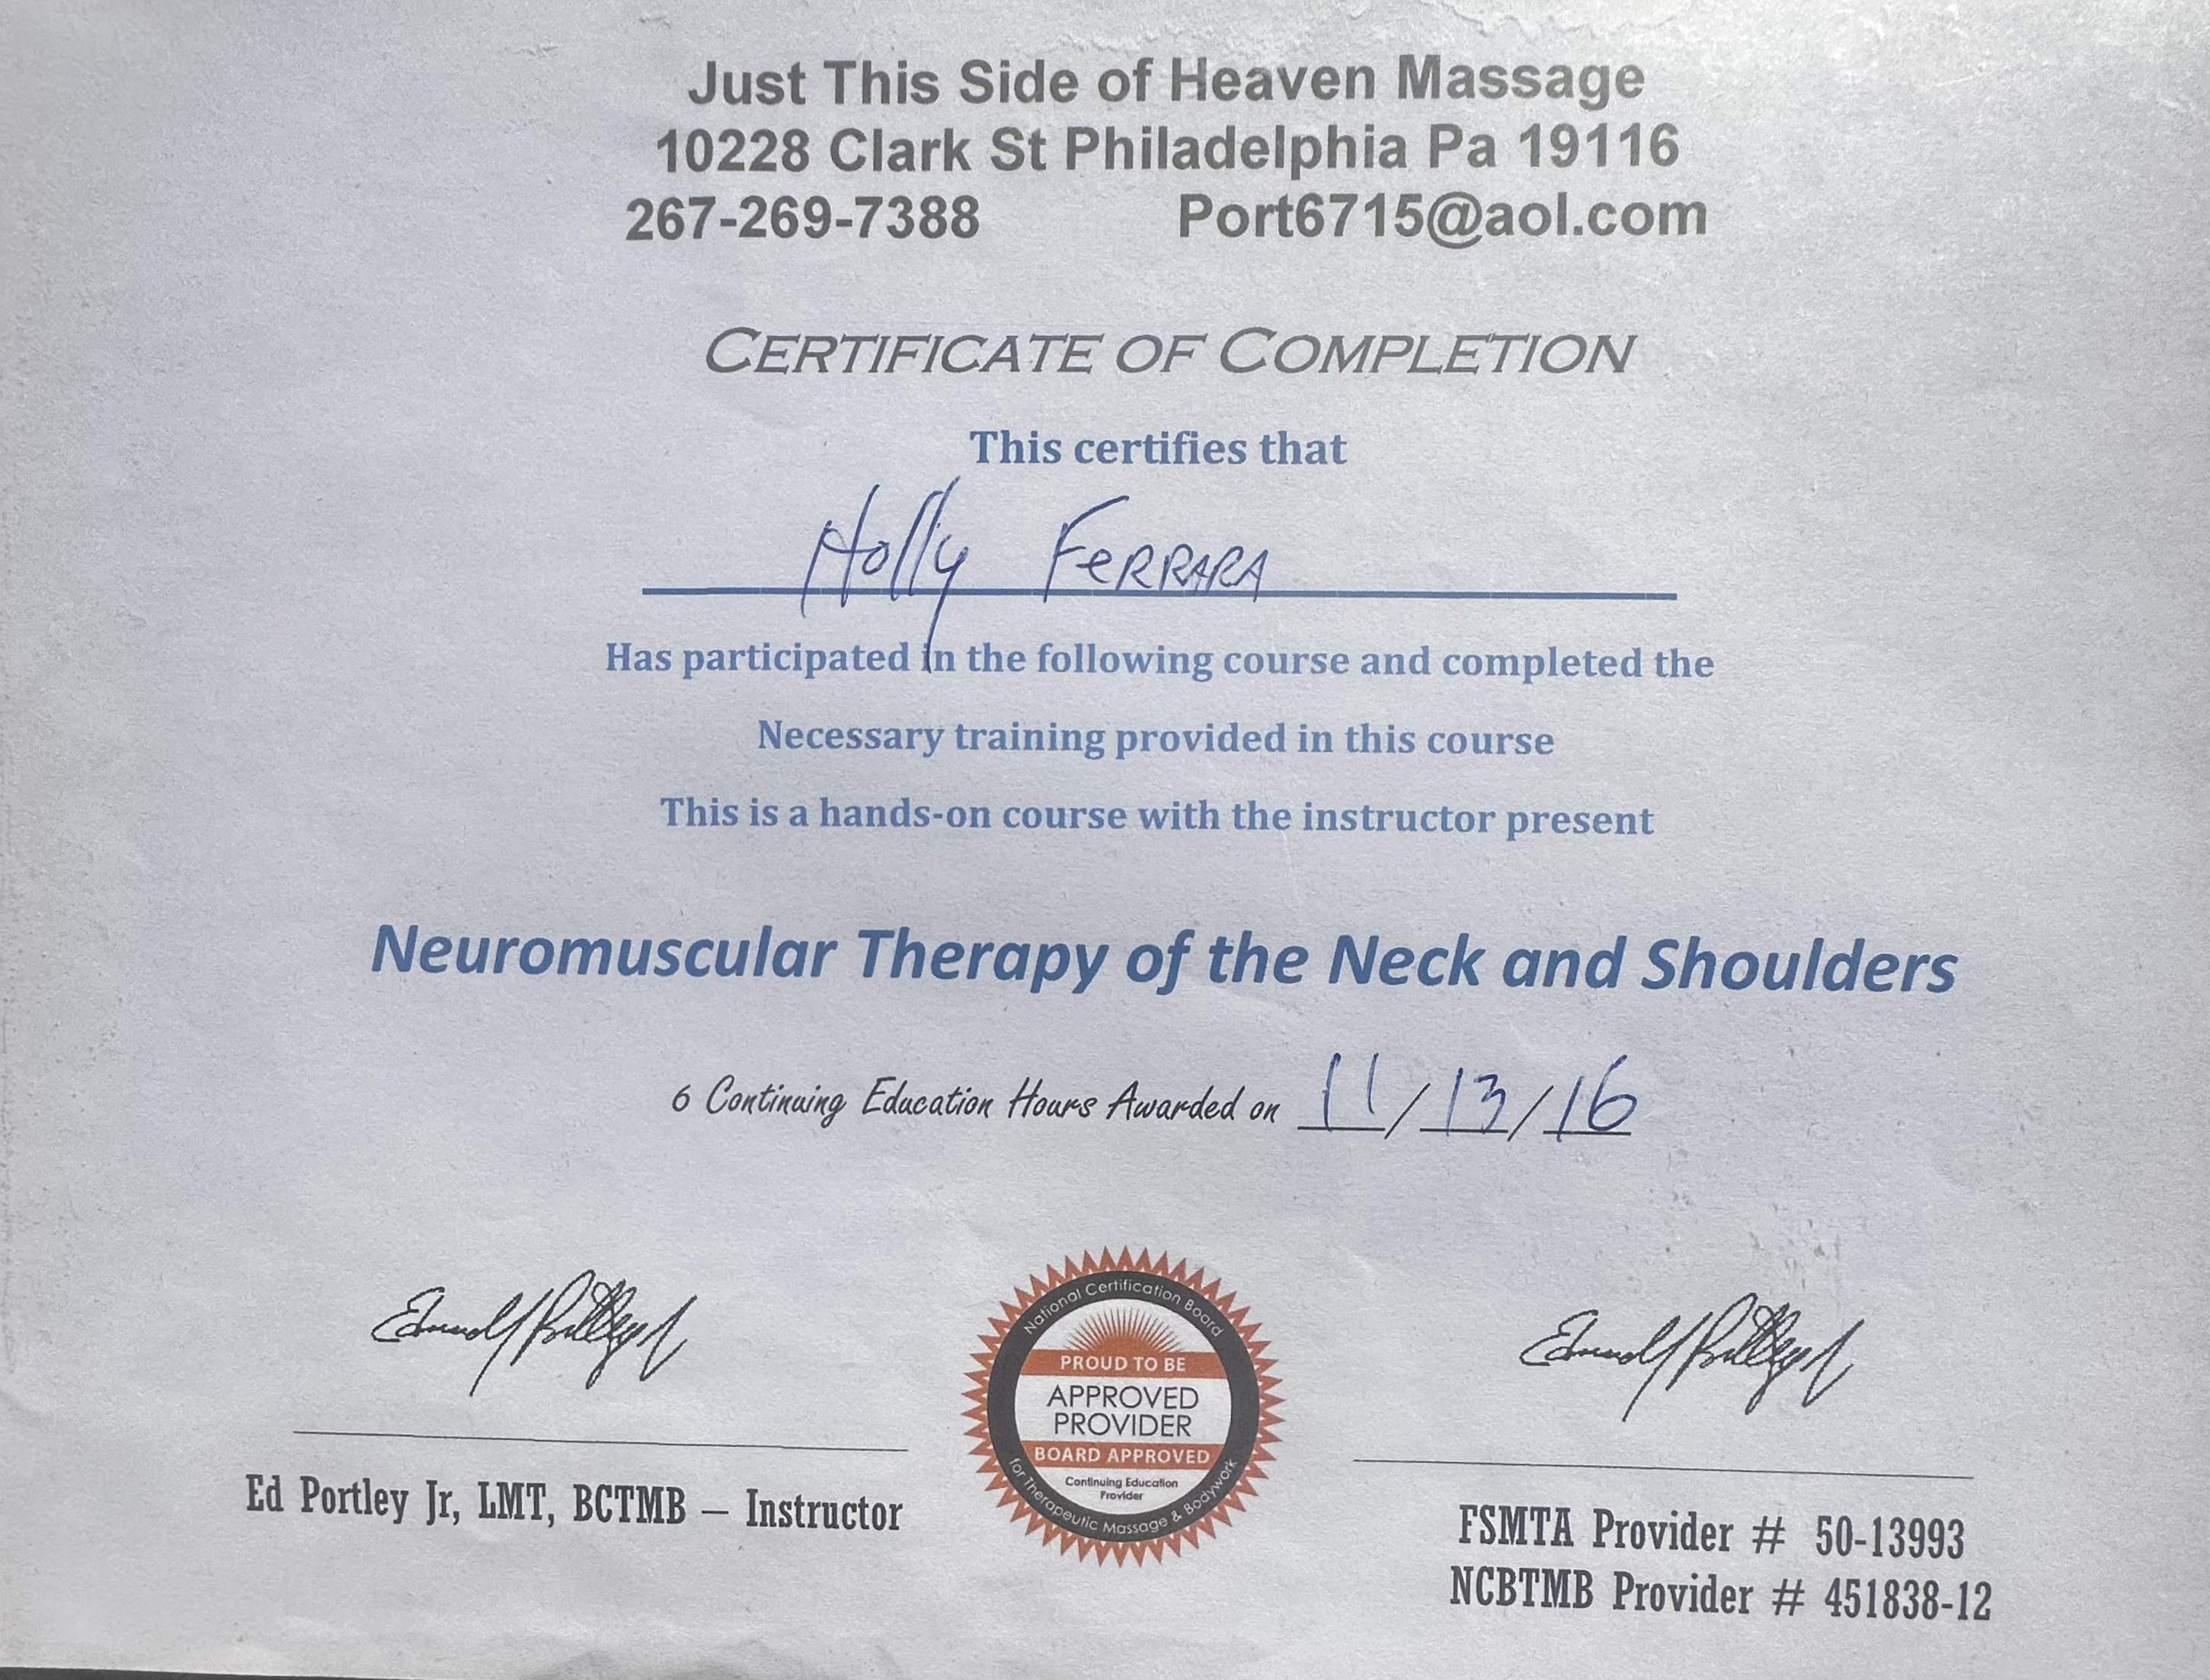 Just This Side of Heaven Massage
10228 Clark St Philadelphia Pa 19116
267-269-7388 Port6715@aol.com
CERTIFICATE OF COMPLETION
This certifies that
Holly FeRRARA
Has participated in the following course and completed the
Necessary training provided in this course
This is a hands-on course with the instructor present
Neuromuscular Therapy of the Neck and Shoulders
6 Continuing Education Hours Awarded on 11/13/16
National Certification Board
PROUD TO BE
APPROVED
PROVIDER
BOARD APPROVED
Continuing Education
Provider
for Therapeutic Massage & Bodywork
Ed Portley Jr, LMT, BCTMB – Instructor
FSMTA Provider # 50-13993
NCBTMB Provider # 451838-12